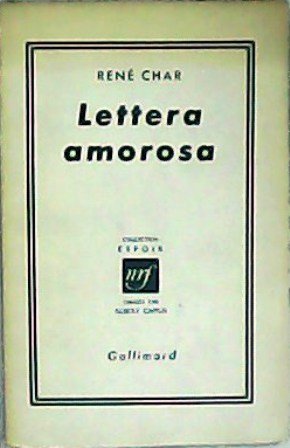 RENÉ CHAR
Lettera
amorosa
COLLECTION
ESPOIR
nrf
DIRIGÉE PAR
ALBERT CAMUS
Gallimard